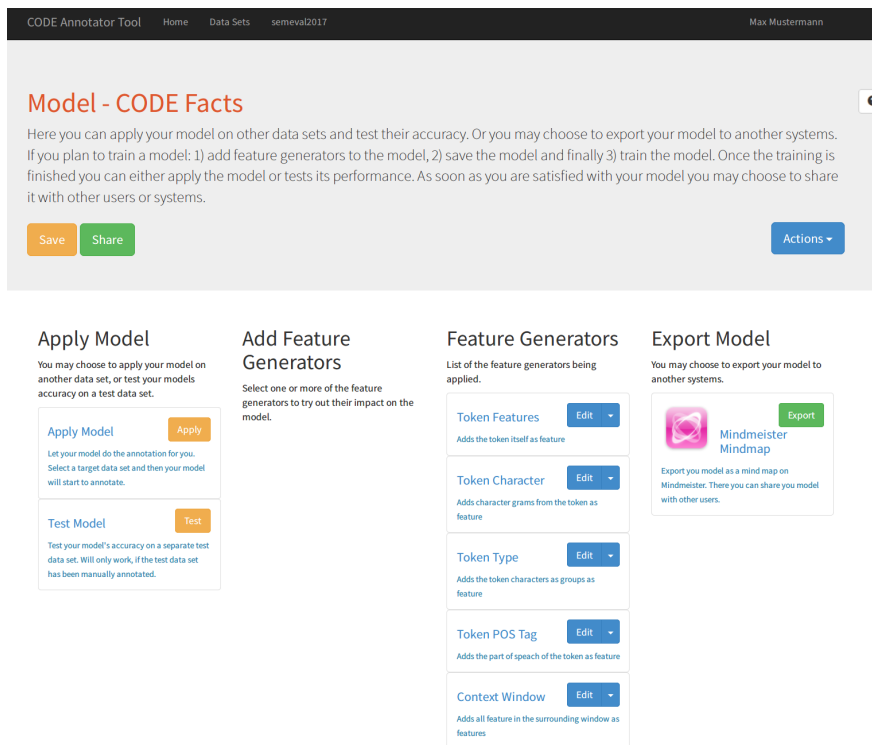 CODE Annotator Tool Home Data Sets semeval2017 Max Mustermann
Model - CODE Facts
Here you can apply your model on other data sets and test their accuracy. Or you may choose to export your model to another systems.
If you plan to train a model: 1) add feature generators to the model, 2) save the model and finally 3) train the model. Once the training is
finished you can either apply the model or tests its performance. As soon as you are satisfied with your model you may choose to share
it with other users or systems.
Save Share Actions
Apply Model
You may choose to apply your model on
another data set, or test your models
accuracy on a test data set.
Apply Model Apply
Let your model do the annotation for you.
Select a target data set and then your model
will start to annotate.
Test Model Test
Test your model's accuracy on a separate test
data set. Will only work, if the test data set
has been manually annotated.
Add Feature
Generators
Select one or more of the feature
generators to try out their impact on the
model.
Feature Generators
List of the feature generators being
applied.
Token Features Edit
Adds the token itself as feature
Token Character Edit
Adds character grams from the token as
feature
Token Type Edit
Adds the token characters as groups as
feature
Token POS Tag Edit
Adds the part of speach of the token as feature
Context Window Edit
Adds all feature in the surrounding window as
features
Export Model
You may choose to export your model to
another systems.
Export
Mindmeister
Mindmap
Export you model as a mind map on
Mindmeister. There you can share you model
with other users.